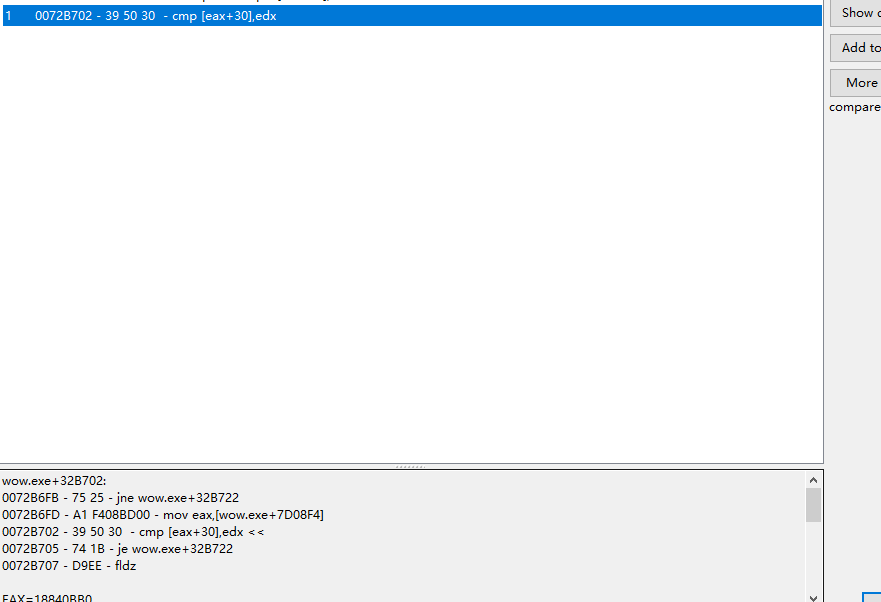 Show
1 0072B702 - 39 50 30 - cmp [eax+30],edx
Add to
More
compare
wow.exe+32B702:
0072B6FB - 75 25 - jne wow.exe+32B722
0072B6FD - A1 F408BD00 - mov eax,[wow.exe+7D08F4]
0072B702 - 39 50 30 - cmp [eax+30],edx <<
0072B705 - 74 1B - je wow.exe+32B722
0072B707 - D9EE - fldz
EAX=18840BB0